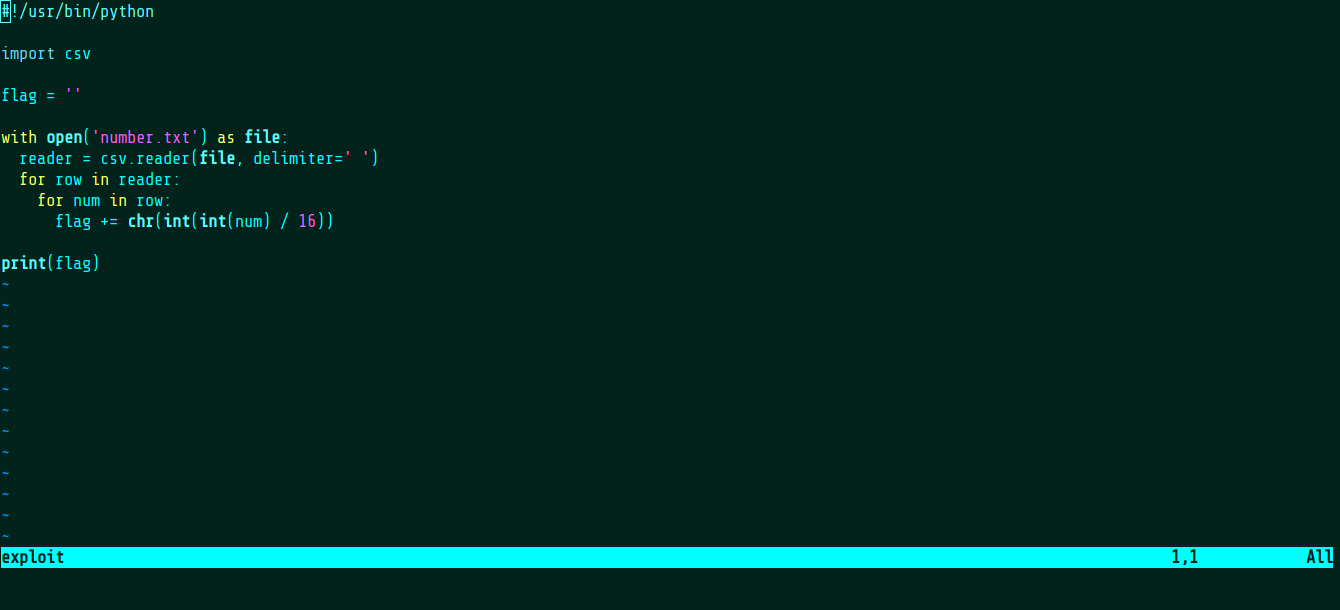 #!/usr/bin/python
import csv
flag = ''
with open('number.txt') as file:
  reader = csv.reader(file, delimiter=' ')
  for row in reader:
    for num in row:
      flag += chr(int(int(num) / 16))
print(flag)
~
~
~
~
~
~
~
~
~
~
~
~
~
exploit 1,1 All